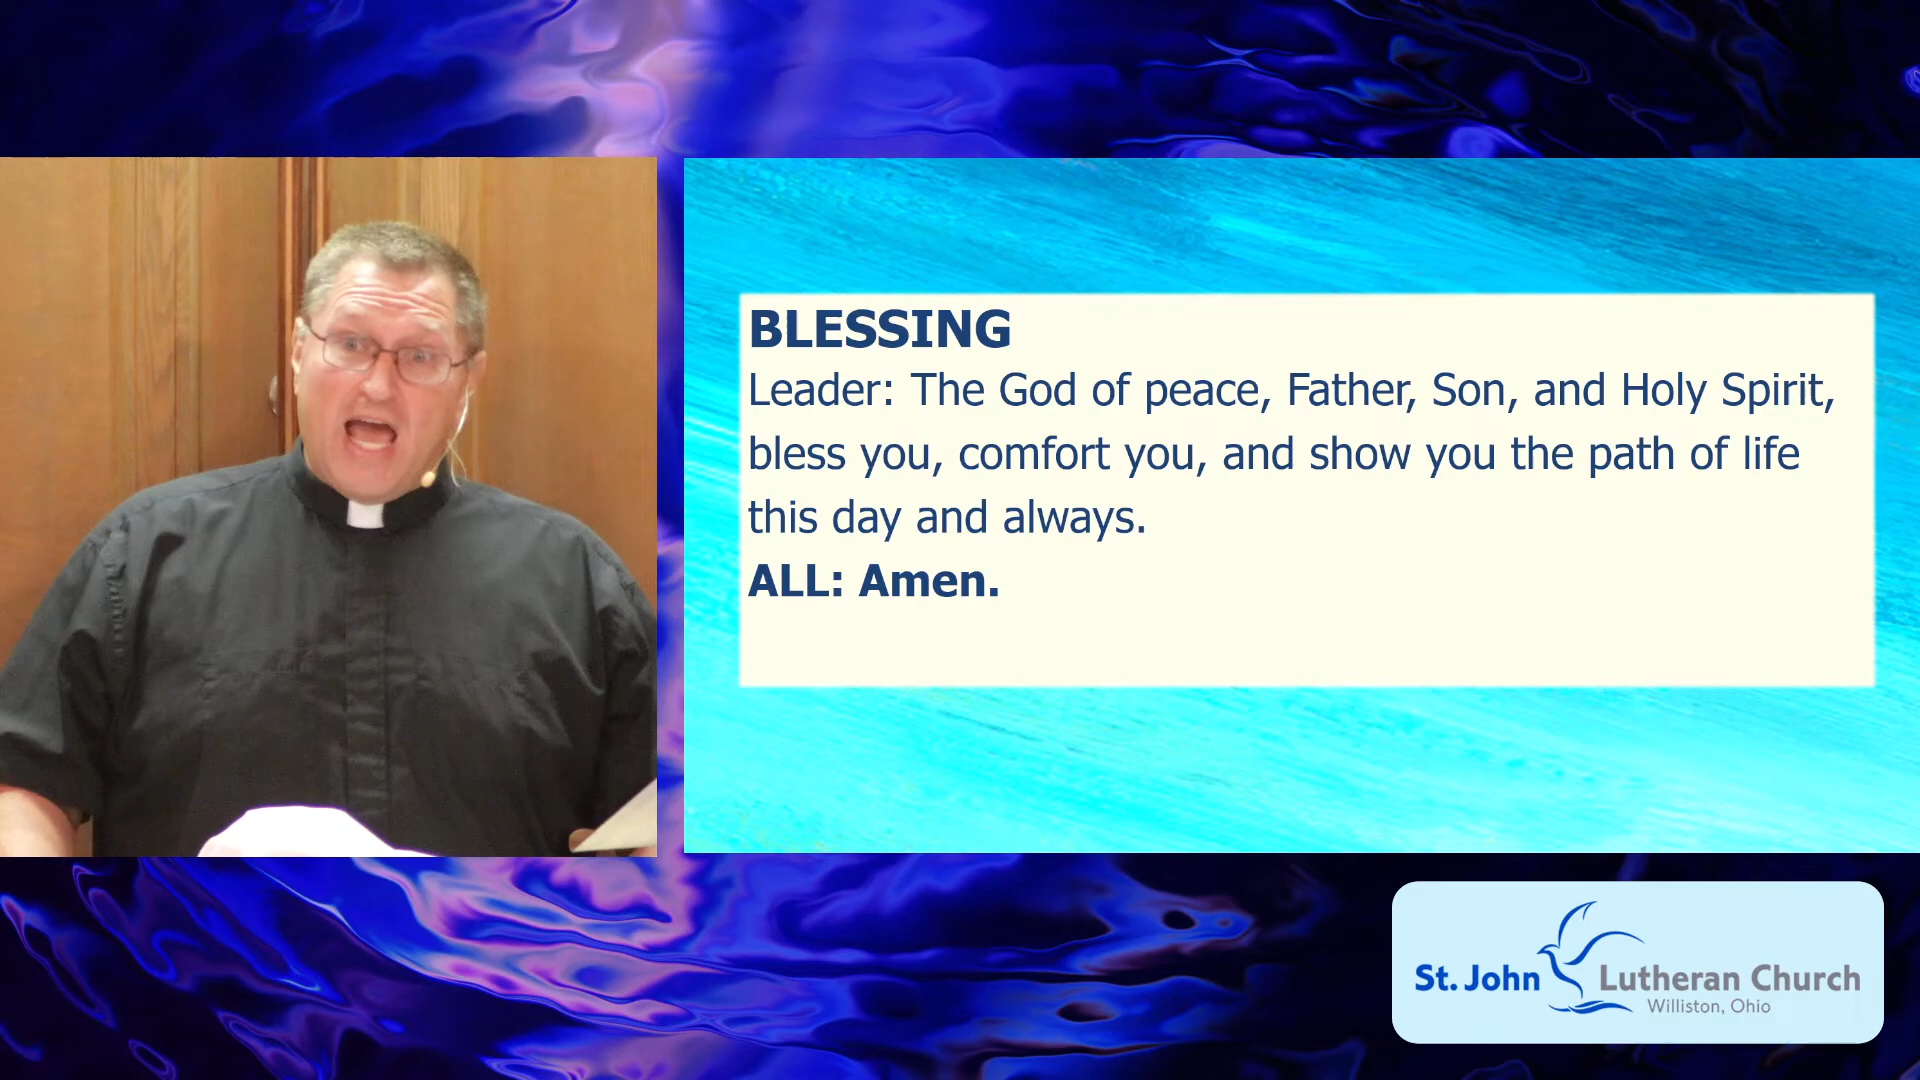 BLESSING
Leader: The God of peace, Father, Son, and Holy Spirit,
bless you, comfort you, and show you the path of life
this day and always.
ALL: Amen.
St. John Lutheran Church
Williston, Ohio